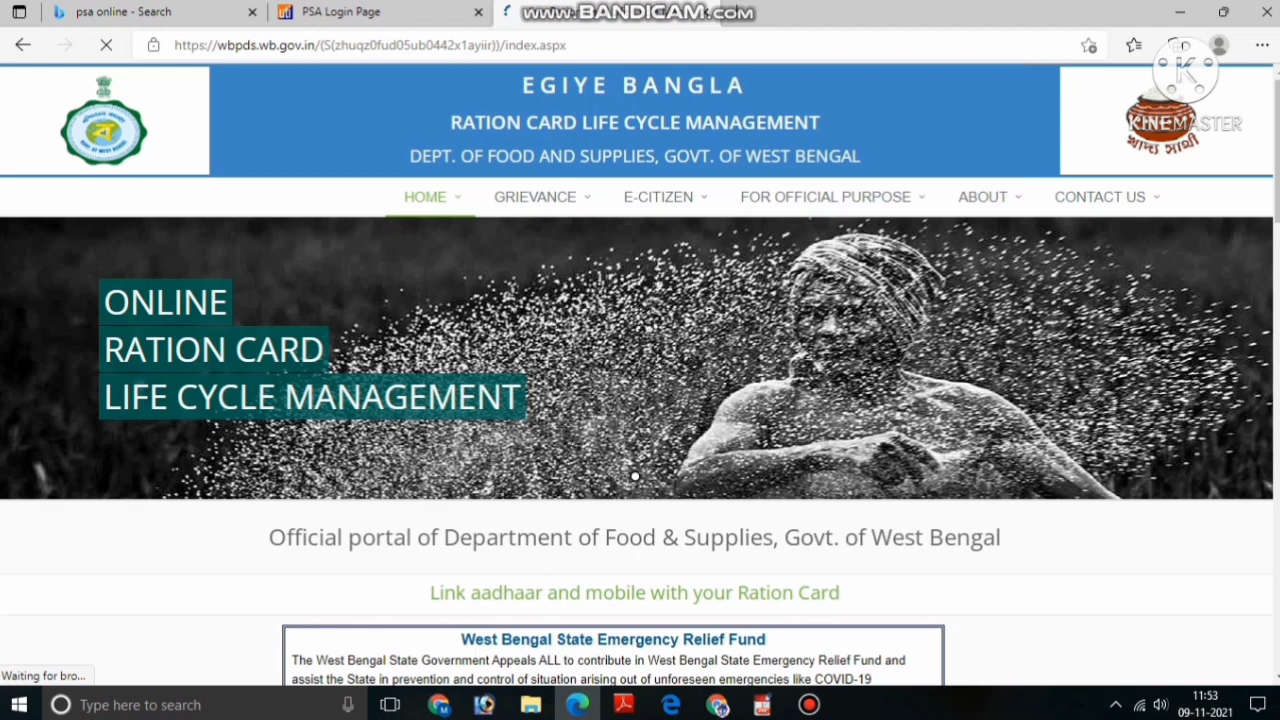 psa online - Search
PSA Login Page
www.BANDICAM.com
https://wbpds.wb.gov.in/(S(zhuqz0fud05ub0442x1ayiir))/index.aspx
EGIYE BANGLA
RATION CARD LIFE CYCLE MANAGEMENT
DEPT. OF FOOD AND SUPPLIES, GOVT. OF WEST BENGAL
K
KINEMASTER
খাদ্য সাথী
HOME GRIEVANCE E-CITIZEN FOR OFFICIAL PURPOSE ABOUT CONTACT US
ONLINE
RATION CARD
LIFE CYCLE MANAGEMENT
Official portal of Department of Food & Supplies, Govt. of West Bengal
Link aadhaar and mobile with your Ration Card
West Bengal State Emergency Relief Fund
The West Bengal State Government Appeals ALL to contribute in West Bengal State Emergency Relief Fund and
assist the State in prevention and control of situation arising out of unforeseen emergencies like COVID-19
Waiting for bro...
Type here to search
11:53
09-11-2021